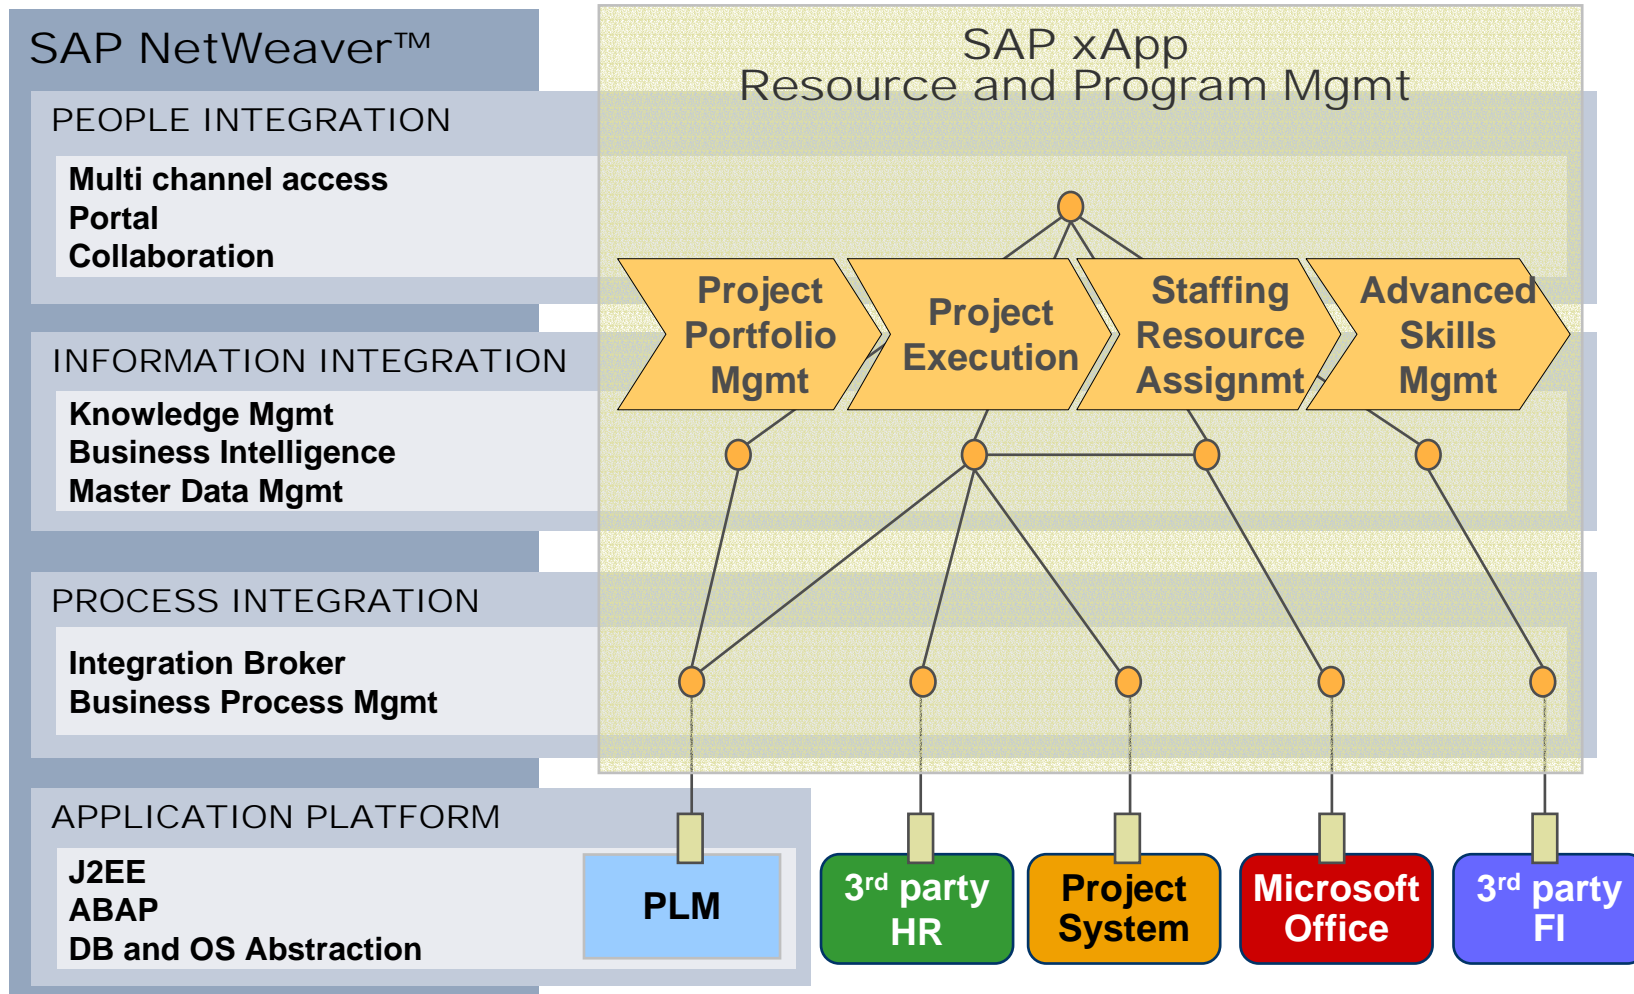 SAP NetWeaver™
SAP xApp
Resource and Program Mgmt
PEOPLE INTEGRATION
Multi channel access
Portal
Collaboration
Project
Portfolio
Mgmt
Project
Execution
Staffing
Resource
Assignmt
Advanced
Skills
Mgmt
INFORMATION INTEGRATION
Knowledge Mgmt
Business Intelligence
Master Data Mgmt
PROCESS INTEGRATION
Integration Broker
Business Process Mgmt
APPLICATION PLATFORM
J2EE
ABAP
DB and OS Abstraction
PLM
3rd party
HR
Project
System
Microsoft
Office
3rd party
FI